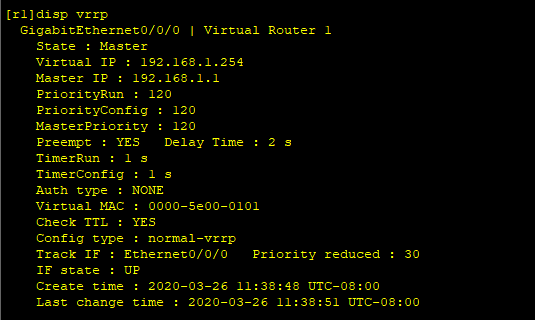 [r1]disp vrrp
GigabitEthernet0/0/0 | Virtual Router 1
State : Master
Virtual IP : 192.168.1.254
Master IP : 192.168.1.1
PriorityRun : 120
PriorityConfig : 120
MasterPriority : 120
Preempt : YES   Delay Time : 2 s
TimerRun : 1 s
TimerConfig : 1 s
Auth type : NONE
Virtual MAC : 0000-5e00-0101
Check TTL : YES
Config type : normal-vrrp
Track IF : Ethernet0/0/0   Priority reduced : 30
IF state : UP
Create time : 2020-03-26 11:38:48 UTC-08:00
Last change time : 2020-03-26 11:38:51 UTC-08:00